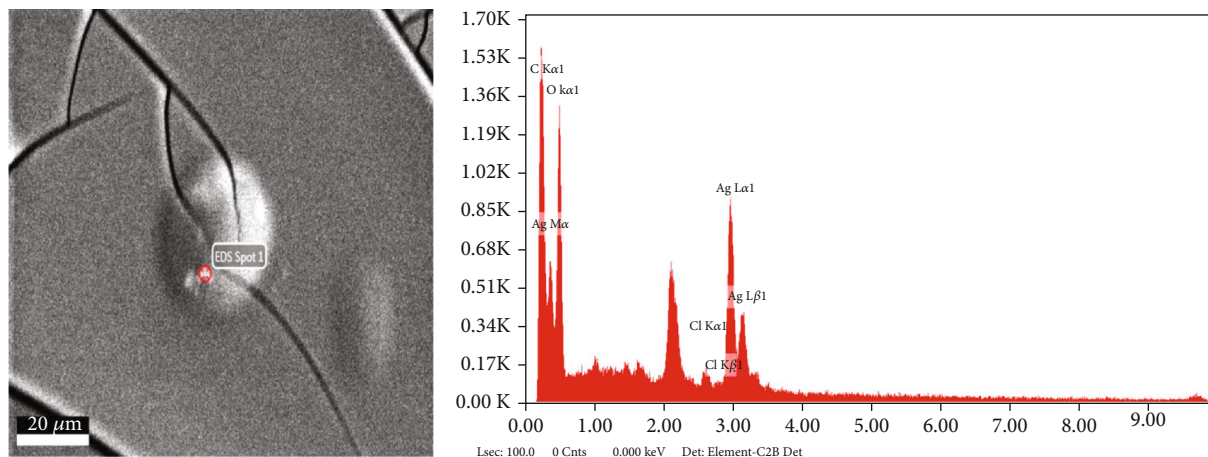 EDS Spot 1
20 μm
1.70K
1.53K
1.36K
1.19K
1.02K
0.85K
0.68K
0.51K
0.34K
0.17K
0.00 K
C Kα1
O kα1
Ag Mα
Ag Lα1
Ag Lβ1
Cl Kα1
Cl Kβ1
0.00 1.00 2.00 3.00 4.00 5.00 6.00 7.00 8.00 9.00
Lsec: 100.0 0 Cnts 0.000 keV Det: Element-C2B Det